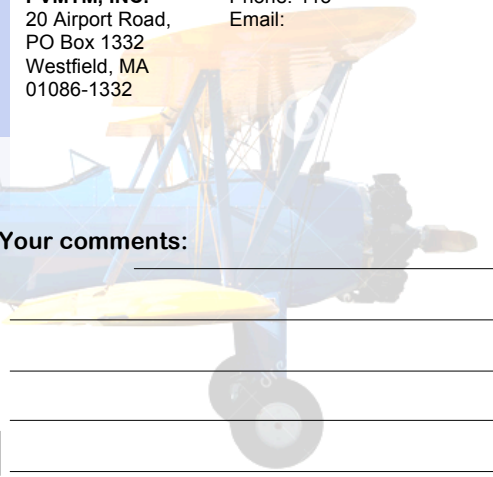 20 Airport Road,
PO Box 1332
Westfield, MA
01086-1332
Email:
Your comments: